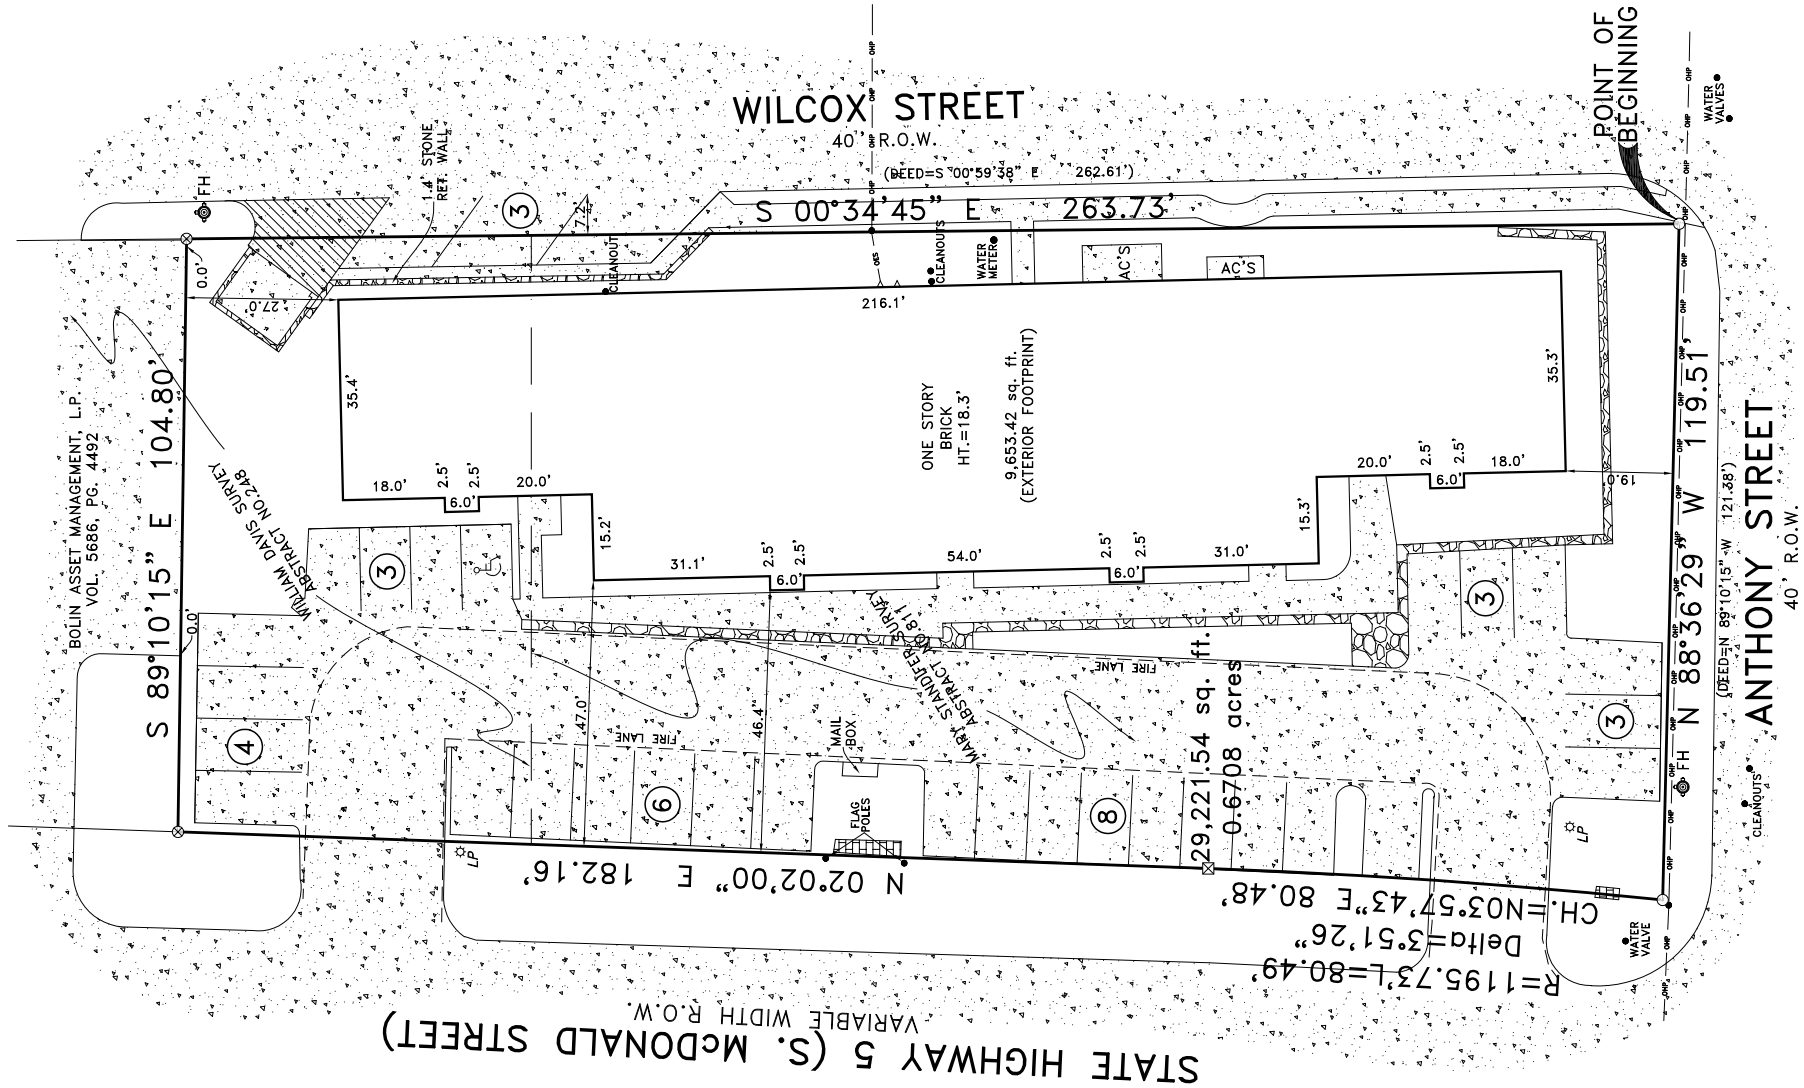 WILCOX STREET
40' R.O.W.
(DEED=S 00°59'38" E 262.61')
S 00°34'45" E 263.73'
POINT OF
BEGINNING
WATER
VALVES
FH
1.4' STONE
RET. WALL
3
7.2'
0.0'
27.0'
CLEANOUT
OES
CLEANOUTS
WATER
METER
AC'S
AC'S
OHP
216.1'
BOLIN ASSET MANAGEMENT, L.P.
VOL. 5686, PG. 4492
S 89°10'15" E 104.80'
WILLIAM DAVIS SURVEY
ABSTRACT NO.248
35.4'
35.3'
ONE STORY
BRICK
HT.=18.3'
9,653.42 sq. ft.
(EXTERIOR FOOTPRINT)
18.0'
2.5'
2.5'
6.0'
20.0'
15.2'
31.1'
2.5'
2.5'
6.0'
54.0'
2.5'
2.5'
6.0'
31.0'
15.3'
20.0'
2.5'
2.5'
6.0'
18.0'
19.0'
3
3
0.0'
4
47.0'
46.4'
FIRE LANE
FIRE LANE
MARY STANDIFER SURVEY
ABSTRACT NO.811
MAIL
BOX
FLAG
POLES
6
8
3
29,221.54 sq. ft.
0.6708 acres
LP
LP
FH
N 88°36'29" W 119.51'
(DEED=N 89°10'15" W 121.38')
ANTHONY STREET
40' R.O.W.
CLEANOUTS
WATER
VALVE
N 02°02'00" E 182.16'
CH.=N03°57'43"E 80.48'
Delta=3°51'26"
R=1195.73'L=80.49'
VARIABLE WIDTH R.O.W.
STATE HIGHWAY 5 (S. McDONALD STREET)